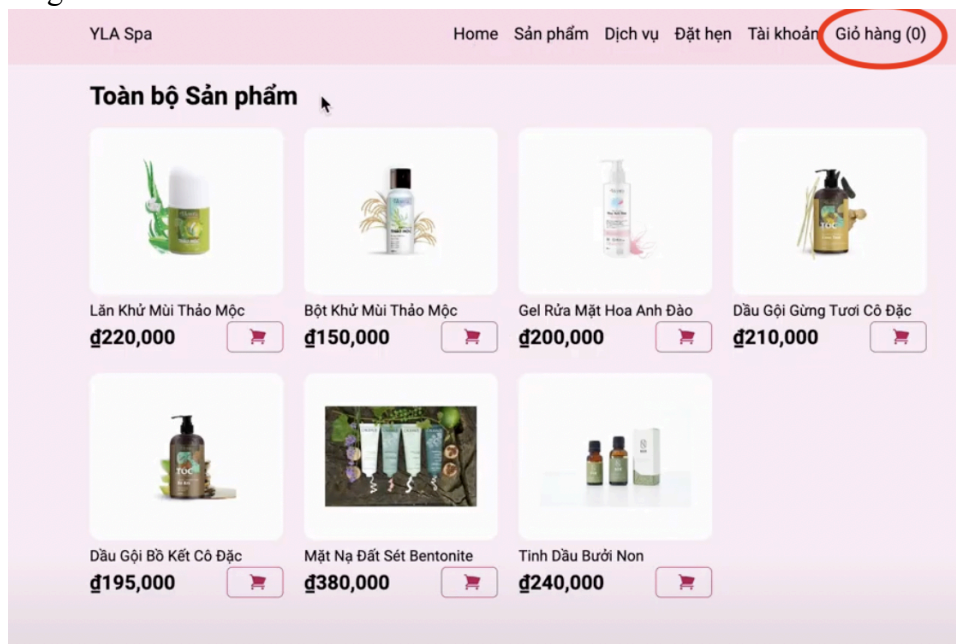 YLA Spa Home Sản phẩm Dịch vụ Đặt hẹn Tài khoản Giỏ hàng (0)
Toàn bộ Sản phẩm
Lăn Khử Mùi Thảo Mộc Bột Khử Mùi Thảo Mộc Gel Rửa Mặt Hoa Anh Đào Dầu Gội Gừng Tươi Cô Đặc
₫220,000 ₫150,000 ₫200,000 ₫210,000
TOC
Dầu Gội Bồ Kết Cô Đặc Mặt Nạ Đất Sét Bentonite Tinh Dầu Bưởi Non
₫195,000 ₫380,000 ₫240,000